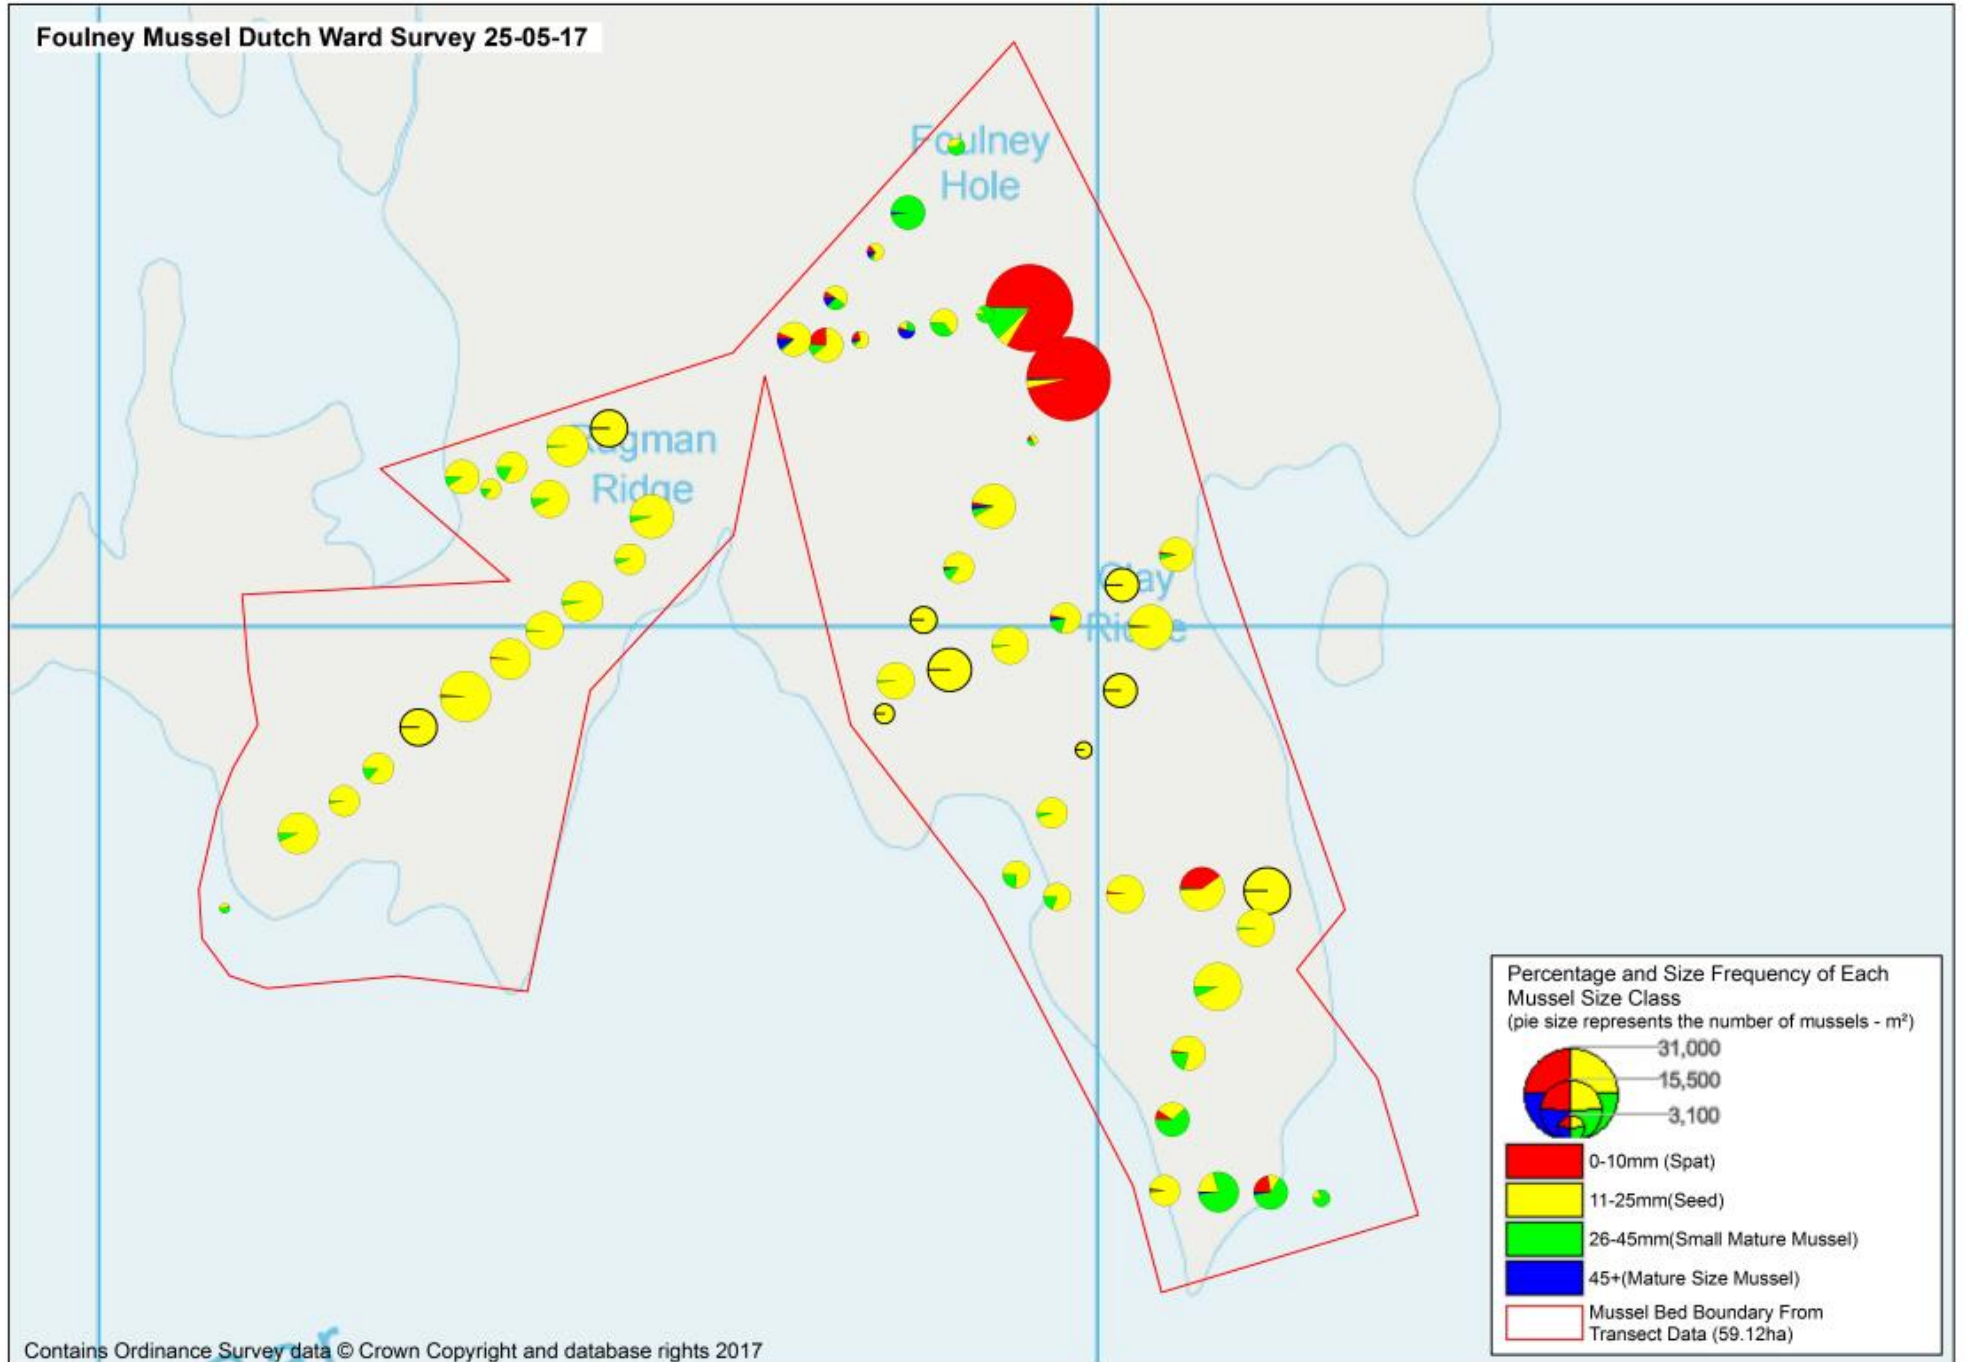 Foulney Mussel Dutch Ward Survey 25-05-17
Foulney
Hole
Ridge
Clay
Ridge
Percentage and Size Frequency of Each
Mussel Size Class
(pie size represents the number of mussels - m²)
31,000
15,500
3,100
0-10mm (Spat)
11-25mm(Seed)
26-45mm(Small Mature Mussel)
45+(Mature Size Mussel)
Mussel Bed Boundary From
Transect Data (59.12ha)
Contains Ordinance Survey data © Crown Copyright and database rights 2017